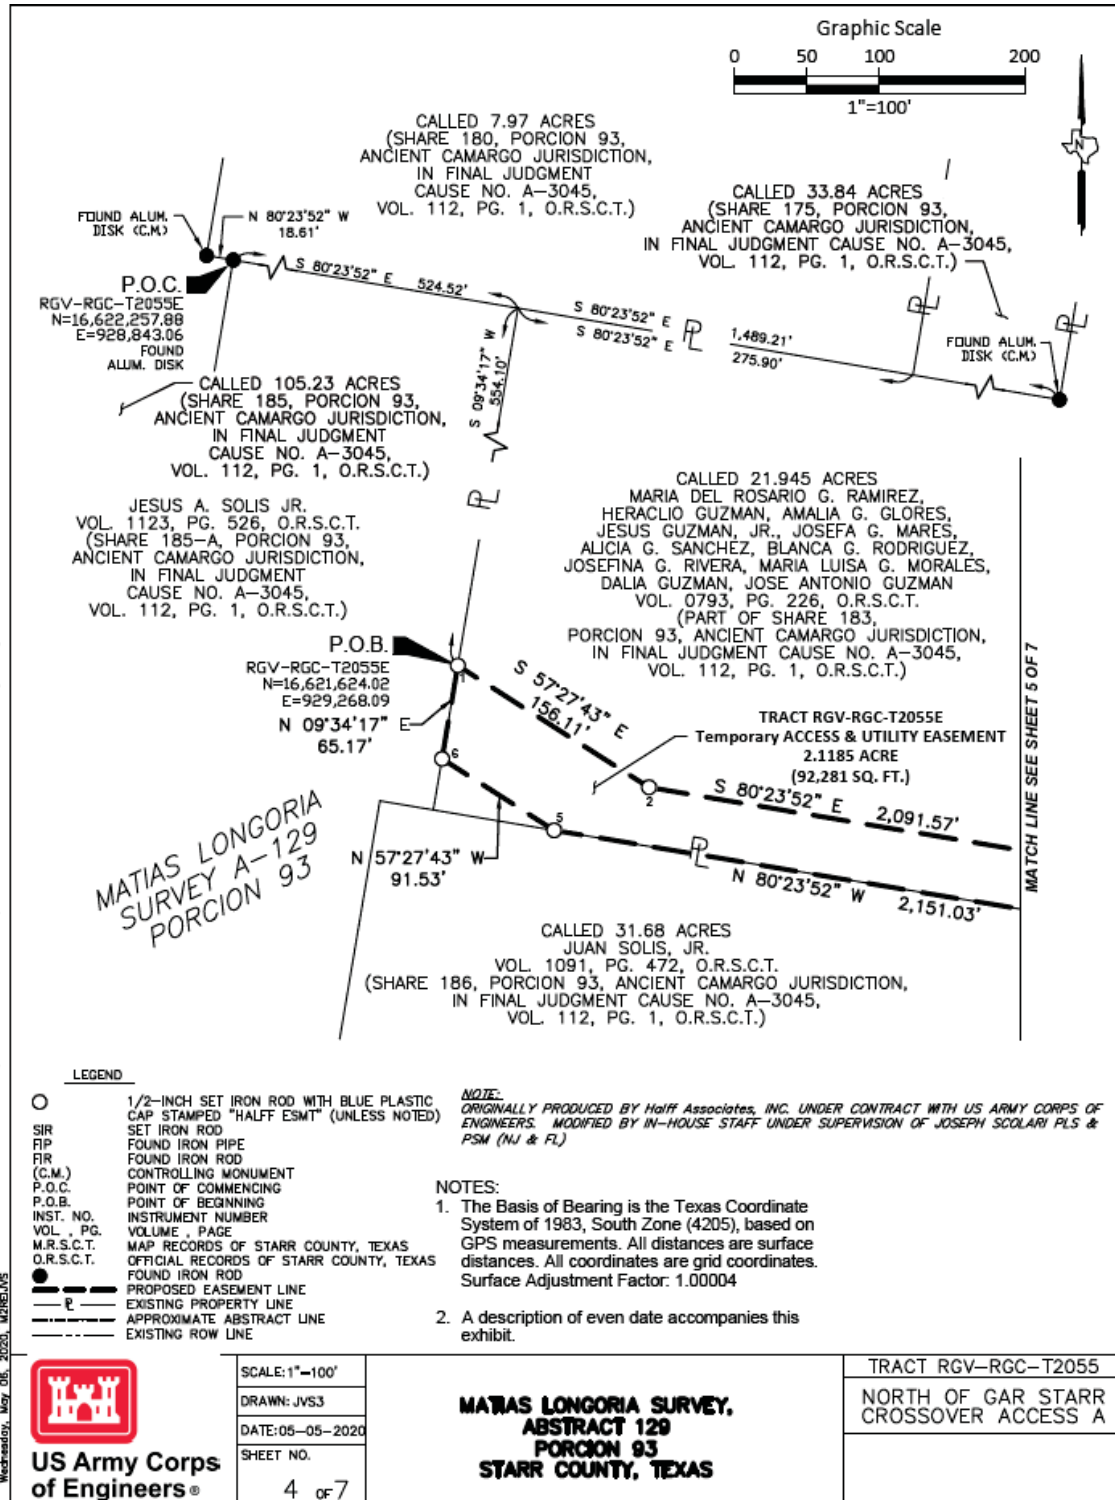 Graphic Scale
0 50 100 200
1"=100'
N
CALLED 7.97 ACRES
(SHARE 180, PORCION 93,
ANCIENT CAMARGO JURISDICTION,
IN FINAL JUDGMENT
CAUSE NO. A-3045,
VOL. 112, PG. 1, O.R.S.C.T.)
CALLED 33.84 ACRES
(SHARE 175, PORCION 93,
ANCIENT CAMARGO JURISDICTION,
IN FINAL JUDGMENT CAUSE NO. A-3045,
VOL. 112, PG. 1, O.R.S.C.T.)
FOUND ALUM.
DISK (C.M.)
N 80°23'52" W
18.61'
P.O.C.
RGV-RGC-T2055E
N=16,622,257.88
E=928,843.06
FOUND
ALUM. DISK
S 80°23'52" E 524.52'
S 80°23'52" E 1,489.21'
S 80°23'52" E 275.90'
PL
PL
PL
FOUND ALUM.
DISK (C.M.)
S 09°34'17" W
554.10'
PL
CALLED 105.23 ACRES
(SHARE 185, PORCION 93,
ANCIENT CAMARGO JURISDICTION,
IN FINAL JUDGMENT
CAUSE NO. A-3045,
VOL. 112, PG. 1, O.R.S.C.T.)
JESUS A. SOLIS JR.
VOL. 1123, PG. 526, O.R.S.C.T.
(SHARE 185-A, PORCION 93,
ANCIENT CAMARGO JURISDICTION,
IN FINAL JUDGMENT
CAUSE NO. A-3045,
VOL. 112, PG. 1, O.R.S.C.T.)
CALLED 21.945 ACRES
MARIA DEL ROSARIO G. RAMIREZ,
HERACLIO GUZMAN, AMALIA G. GLORES,
JESUS GUZMAN, JR., JOSEFA G. MARES,
ALICIA G. SANCHEZ, BLANCA G. RODRIGUEZ,
JOSEFINA G. RIVERA, MARIA LUISA G. MORALES,
DALIA GUZMAN, JOSE ANTONIO GUZMAN
VOL. 0793, PG. 226, O.R.S.C.T.
(PART OF SHARE 183,
PORCION 93, ANCIENT CAMARGO JURISDICTION,
IN FINAL JUDGMENT CAUSE NO. A-3045,
VOL. 112, PG. 1, O.R.S.C.T.)
P.O.B.
RGV-RGC-T2055E
N=16,621,624.02
E=929,268.09
N 09°34'17" E
65.17'
1
S 57°27'43" E
156.11'
TRACT RGV-RGC-T2055E
Temporary ACCESS & UTILITY EASEMENT
2.1185 ACRE
(92,281 SQ. FT.)
6
2
S 80°23'52" E 2,091.57'
5
N 57°27'43" W
91.53'
PL
N 80°23'52" W 2,151.03'
MATCH LINE SEE SHEET 5 OF 7
MATIAS LONGORIA
SURVEY A-129
PORCION 93
CALLED 31.68 ACRES
JUAN SOLIS, JR.
VOL. 1091, PG. 472, O.R.S.C.T.
(SHARE 186, PORCION 93, ANCIENT CAMARGO JURISDICTION,
IN FINAL JUDGMENT CAUSE NO. A-3045,
VOL. 112, PG. 1, O.R.S.C.T.)
LEGEND
1/2-INCH SET IRON ROD WITH BLUE PLASTIC
CAP STAMPED "HALFF ESMT" (UNLESS NOTED)
SIR SET IRON ROD
FIP FOUND IRON PIPE
FIR FOUND IRON ROD
(C.M.) CONTROLLING MONUMENT
P.O.C. POINT OF COMMENCING
P.O.B. POINT OF BEGINNING
INST. NO. INSTRUMENT NUMBER
VOL., PG. VOLUME, PAGE
M.R.S.C.T. MAP RECORDS OF STARR COUNTY, TEXAS
O.R.S.C.T. OFFICIAL RECORDS OF STARR COUNTY, TEXAS
FOUND IRON ROD
PROPOSED EASEMENT LINE
PL EXISTING PROPERTY LINE
APPROXIMATE ABSTRACT LINE
EXISTING ROW LINE
NOTE:
ORIGINALLY PRODUCED BY Halff Associates, INC. UNDER CONTRACT WITH US ARMY CORPS OF
ENGINEERS. MODIFIED BY IN-HOUSE STAFF UNDER SUPERVISION OF JOSEPH SCOLARI PLS &
PSM (NJ & FL)
NOTES:
1. The Basis of Bearing is the Texas Coordinate
System of 1983, South Zone (4205), based on
GPS measurements. All distances are surface
distances. All coordinates are grid coordinates.
Surface Adjustment Factor: 1.00004
2. A description of even date accompanies this
exhibit.
Wednesday, May 06, 2020, M2REIJVS
US Army Corps
of Engineers ®
SCALE: 1"-100'
DRAWN: JVS3
DATE: 05-05-2020
SHEET NO.
4 OF 7
MATIAS LONGORIA SURVEY,
ABSTRACT 129
PORCION 93
STARR COUNTY, TEXAS
TRACT RGV-RGC-T2055
NORTH OF GAR STARR
CROSSOVER ACCESS A